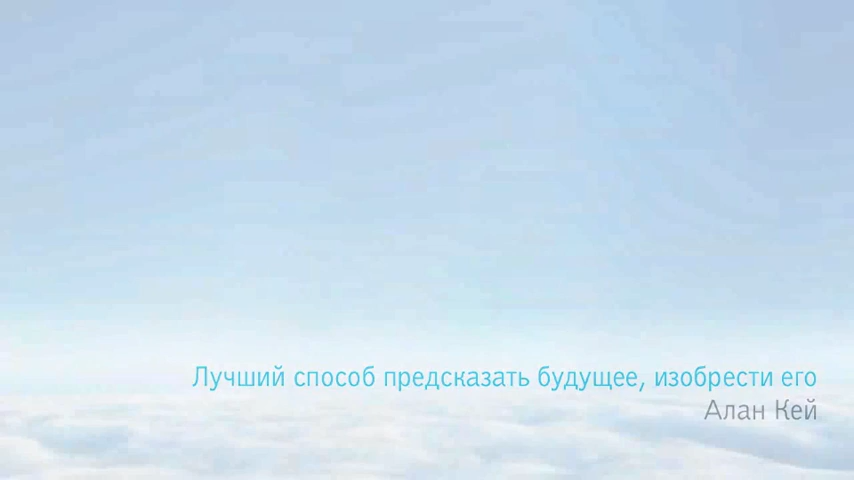 Лучший способ предсказать будущее, изобрести его
Алан Кей